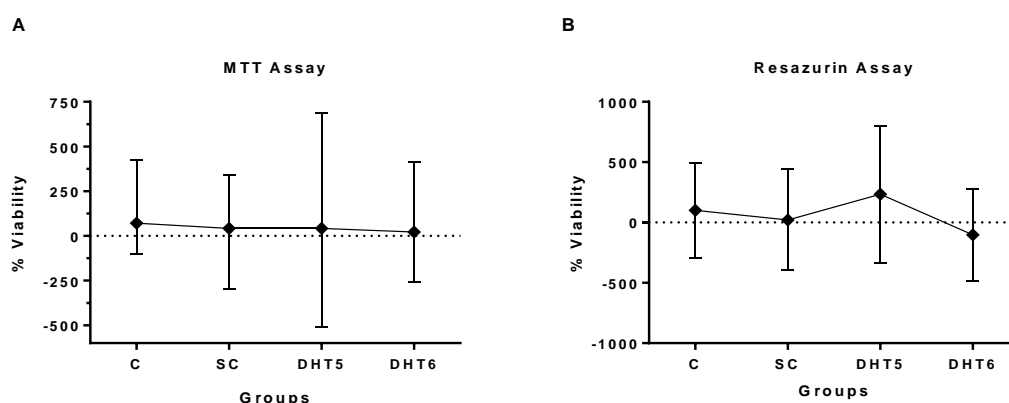 A
MTT Assay
% Viability
750
500
250
0
-250
-500
C SC DHT5 DHT6
Groups
B
Resazurin Assay
% Viability
1000
500
0
-500
-1000
C SC DHT5 DHT6
Groups